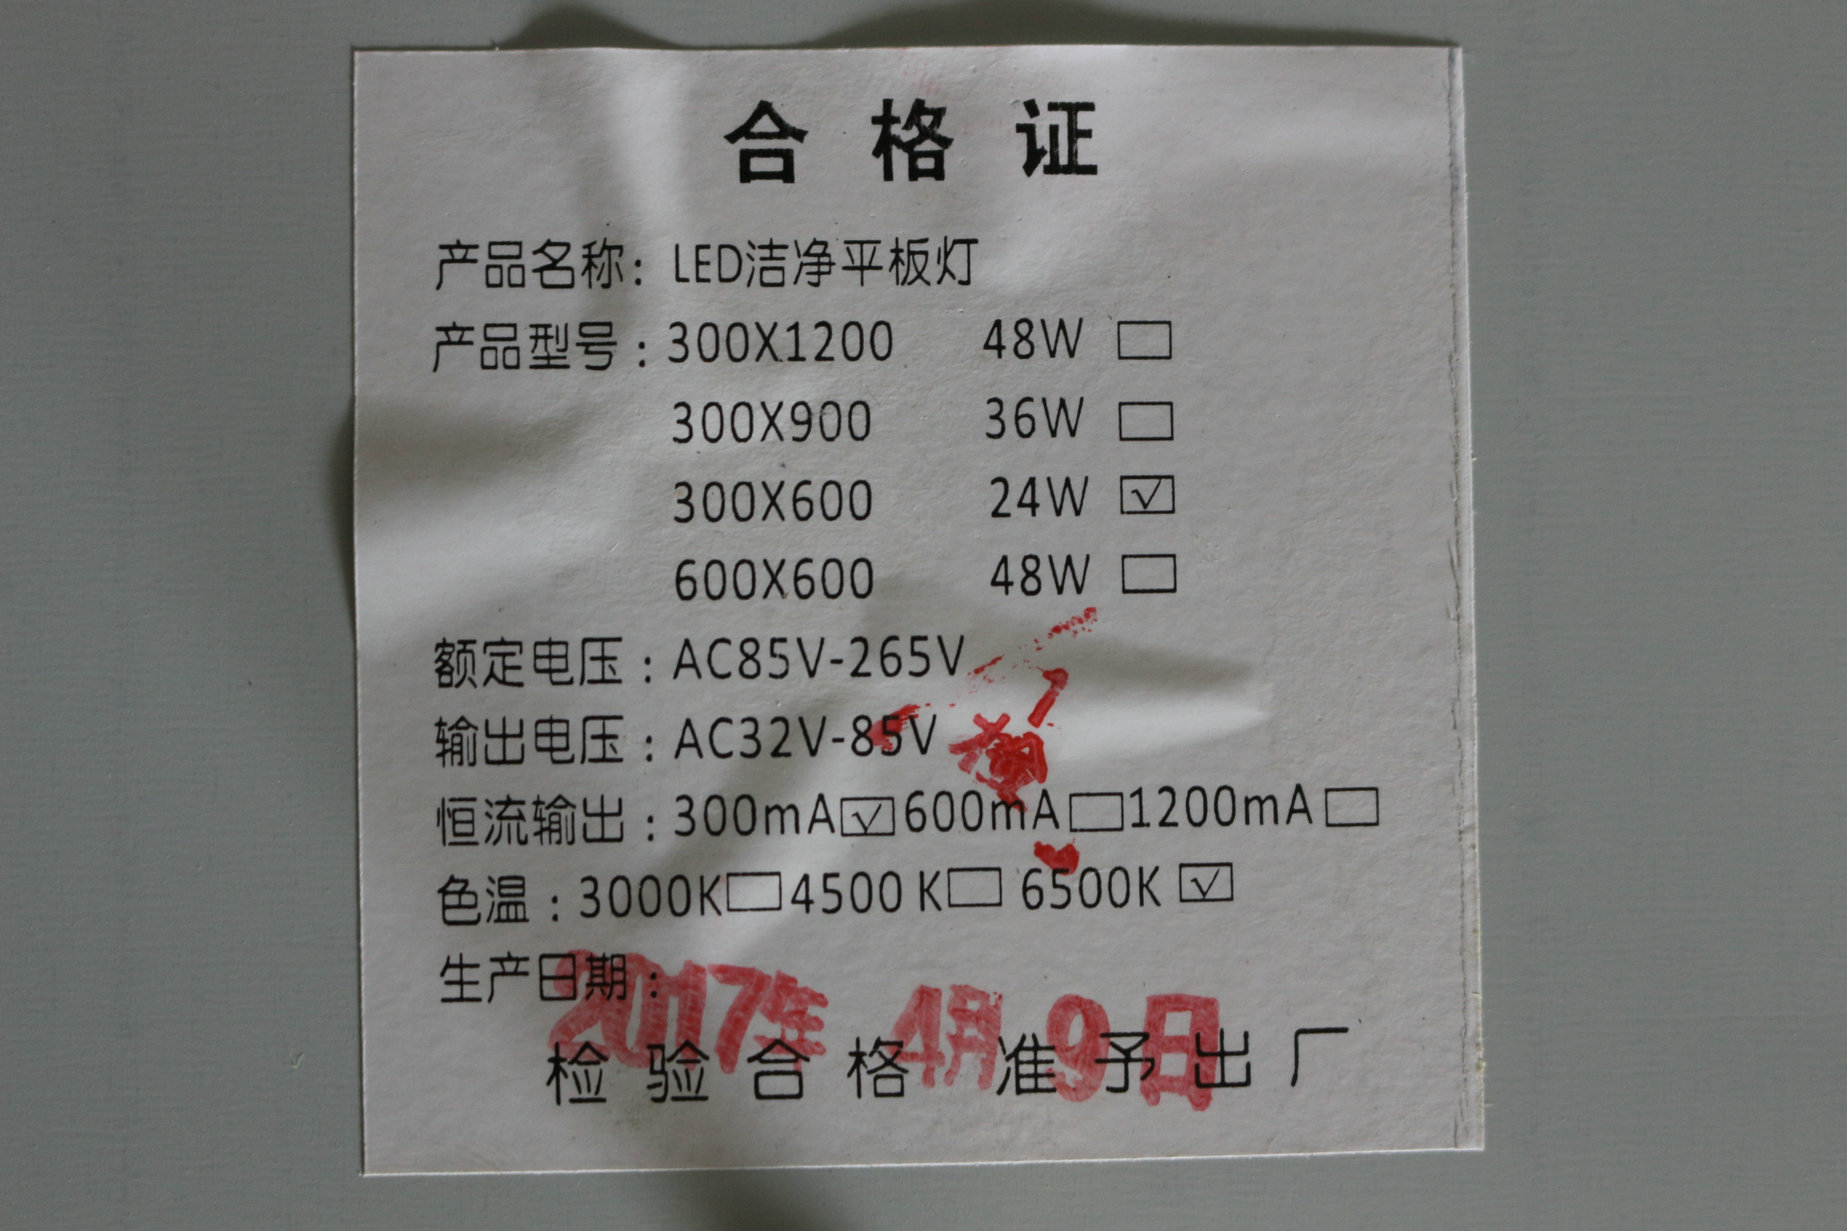 合格证
产品名称：LED洁净平板灯
产品型号：300X1200 48W □
300X900 36W □
300X600 24W ☑
600X600 48W □
额定电压：AC85V-265V
输出电压：AC32V-85V
恒流输出：300mA☑600mA□1200mA□
色温：3000K□4500K□ 6500K☑
生产日期：
2017年 4月 9日
检验合格 准予出厂